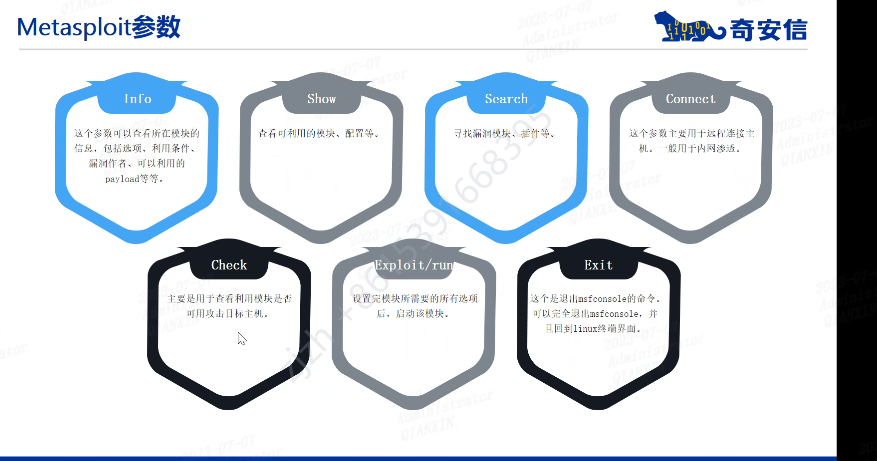 Metasploit参数
奇安信
Info
这个参数可以查看所在模块的
信息，包括选项、利用条件、
漏洞作者、可以利用的
payload等等。
Show
查看可利用的模块、配置等。
Search
寻找漏洞模块、插件等、
Connect
这个参数主要用于远程连接主
机。一般用于内网渗透。
Check
主要是用于查看利用模块是否
可用攻击目标主机。
Exploit/run
设置完模块所需要的所有选项
后，启动该模块。
Exit
这个是退出msfconsole的命令。
可以完全退出msfconsole，并
且回到linux终端界面。
2023-07-07
Administrator
QIANXIN